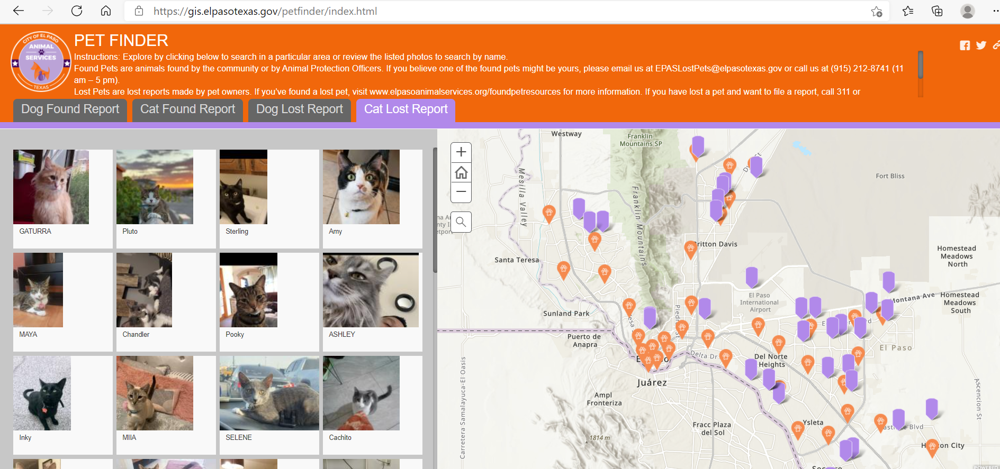 https://gis.elpasotexas.gov/petfinder/index.html
CITY OF EL PASO
ANIMAL
SERVICES
TEXAS
PET FINDER
Instructions: Explore by clicking below to search in a particular area or review the listed photos to search by name.
Found Pets are animals found by the community or by Animal Protection Officers. If you believe one of the found pets might be yours, please email us at EPASLostPets@elpasotexas.gov or call us at (915) 212-8741 (11
am – 5 pm).
Lost Pets are lost reports made by pet owners. If you've found a lost pet, visit www.elpasoanimalservices.org/foundpetresources for more information. If you have lost a pet and want to file a report, call 311 or
Dog Found Report
Cat Found Report
Dog Lost Report
Cat Lost Report
GATURRA
Pluto
Sterling
Amy
MAYA
Chandler
Pooky
ASHLEY
Inky
MIIA
SELENE
Cachito
Westway
Franklin
Mountains SP
Mesilla Valley
Franklin Mountains
Fort Bliss
Britton Davis
Homestead
Meadows
North
Santa Teresa
El Paso
International
Airport
Montana Ave
Homestead
Meadows
South
Sunland Park
Puerto de
Anapra
El Paso
Delta Dr
Del Norte
Heights
Juárez
Ampl
Fronteriza
Carretera Samalayuca-El Oasis
Ascencion St
Fracc Plaza
del Sol
Ysleta
Blvd
1814 m
Horizon City
Socorro
POWERED